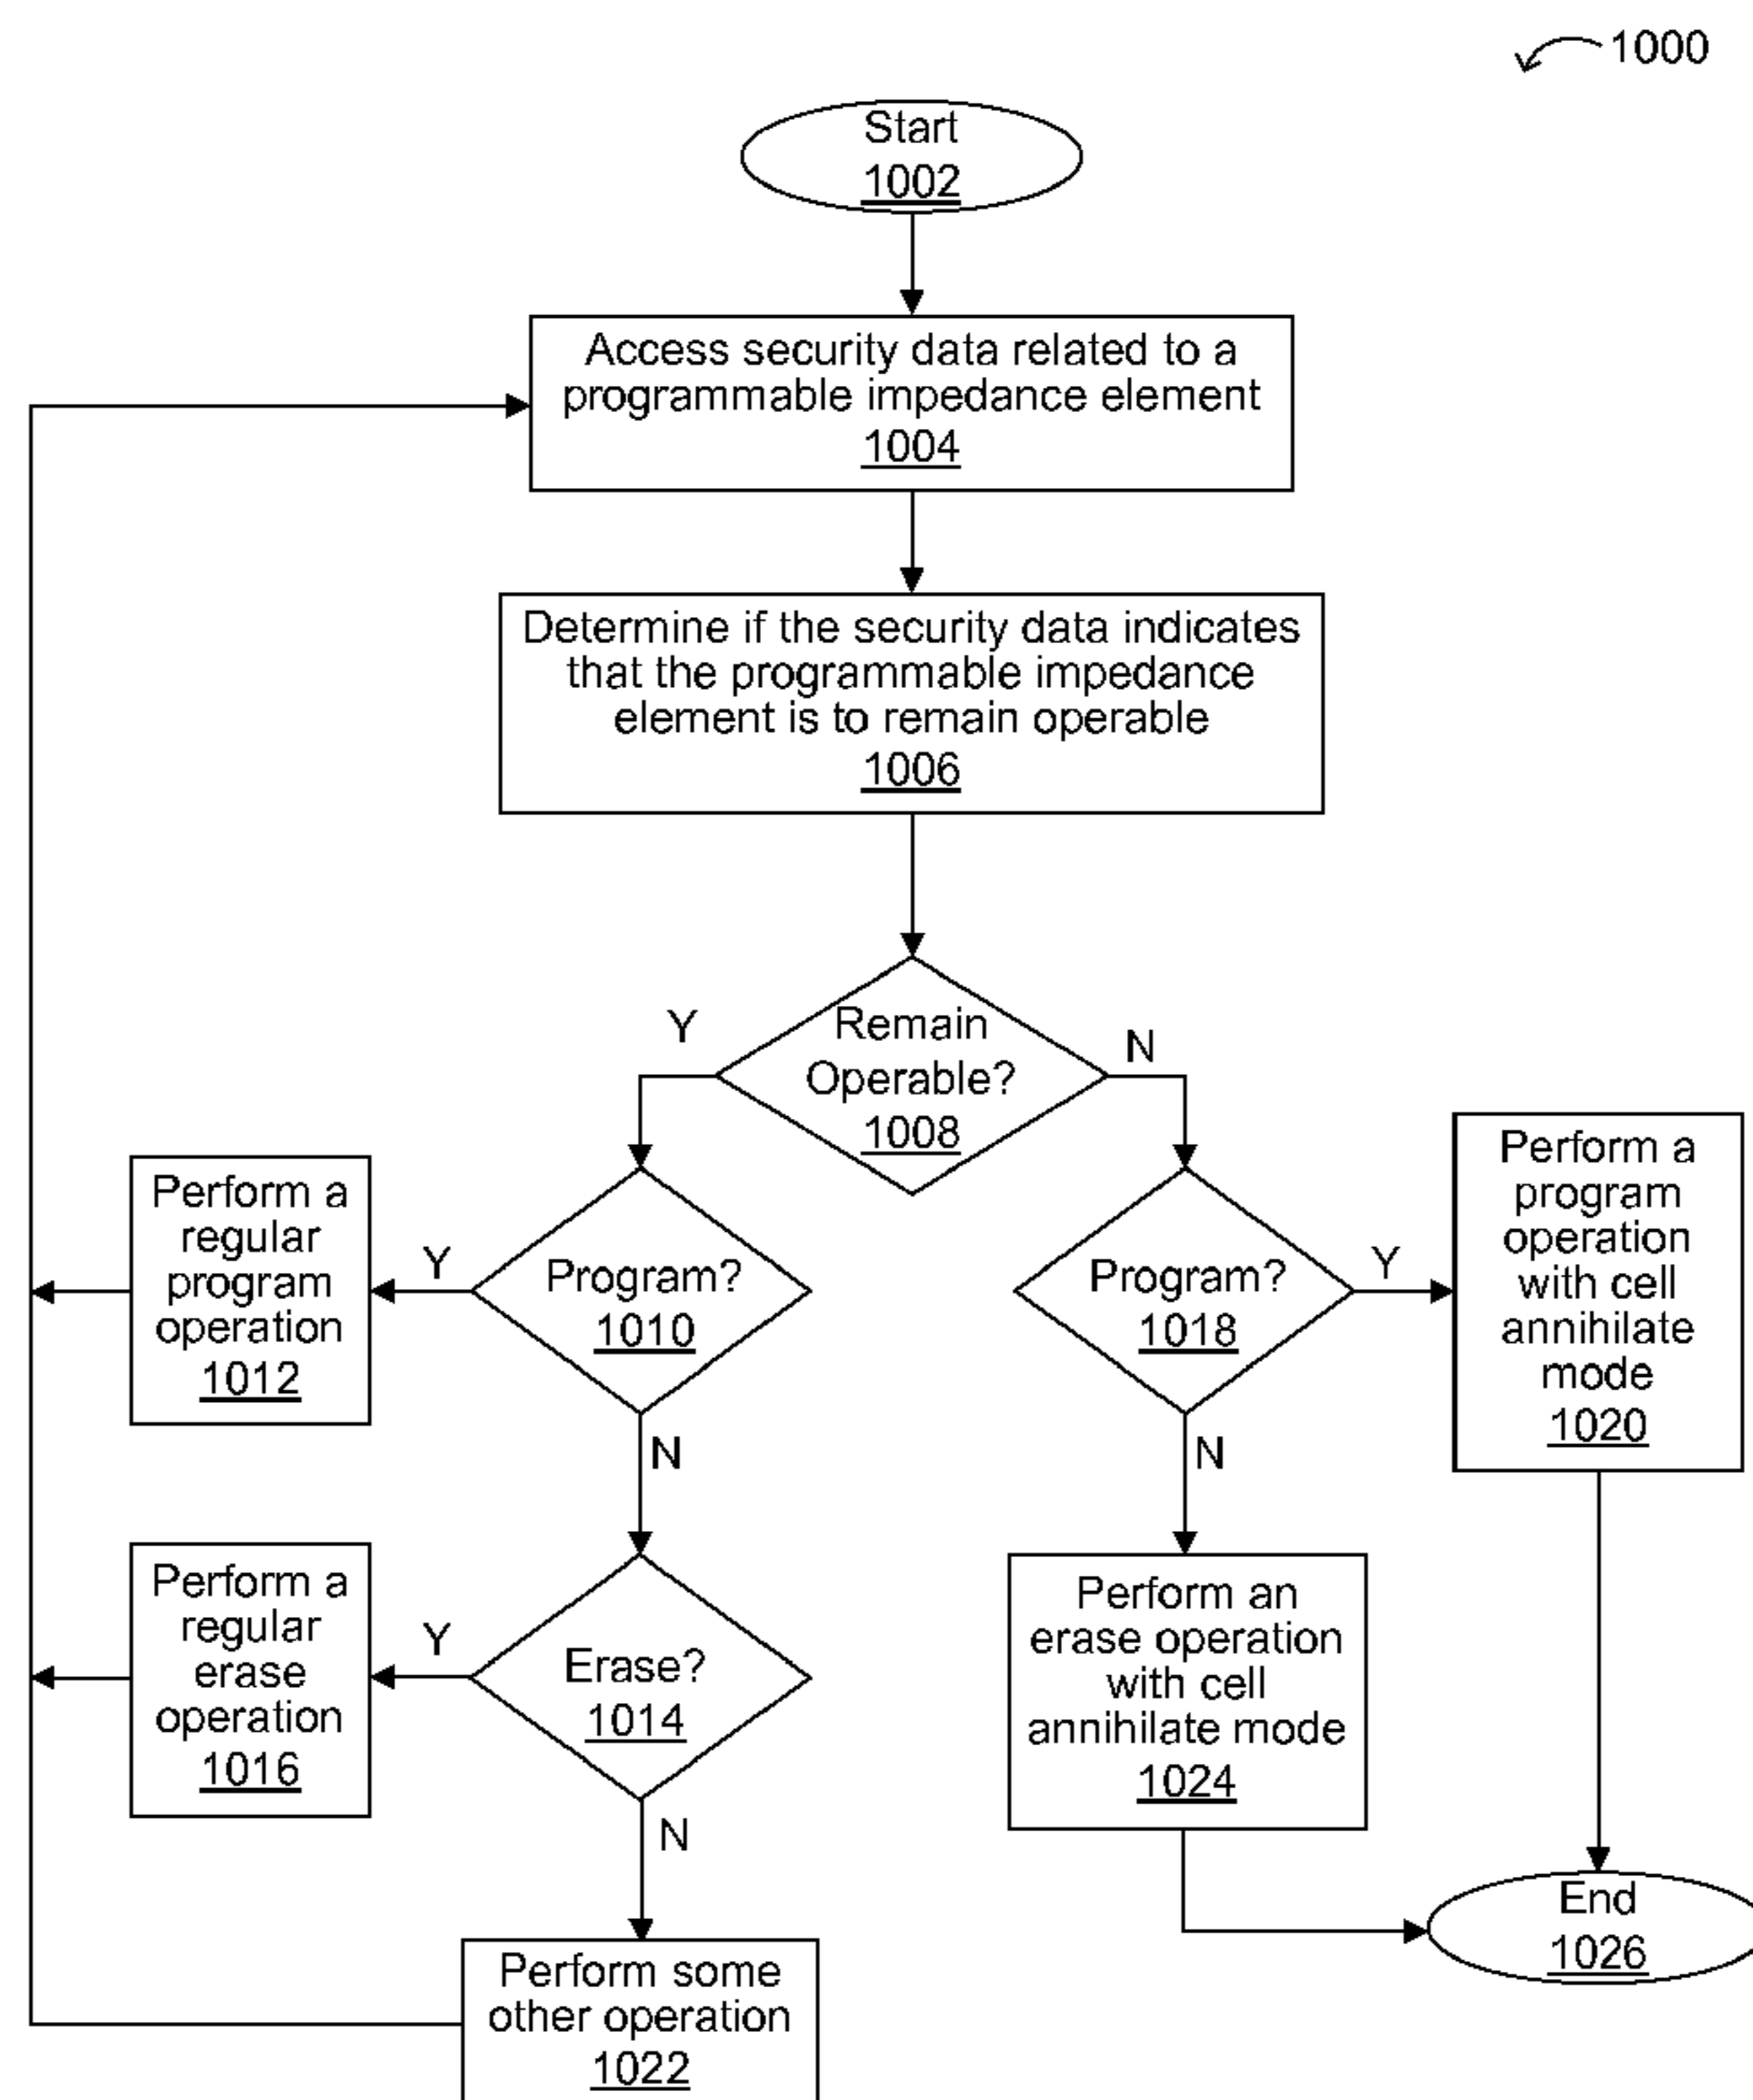 1000
Start
1002
Access security data related to a
programmable impedance element
1004
Determine if the security data indicates
that the programmable impedance
element is to remain operable
1006
Remain
Operable?
1008
Y
N
Program?
1010
Y
N
Perform a
regular
program
operation
1012
Erase?
1014
Y
N
Perform a
regular
erase
operation
1016
Perform some
other operation
1022
Program?
1018
Y
N
Perform a
program
operation
with cell
annihilate
mode
1020
Perform an
erase operation
with cell
annihilate mode
1024
End
1026